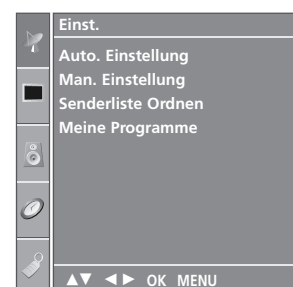 Einst.
Auto. Einstellung
Man. Einstellung
Senderliste Ordnen
Meine Programme
▲▼ ◄► OK MENU